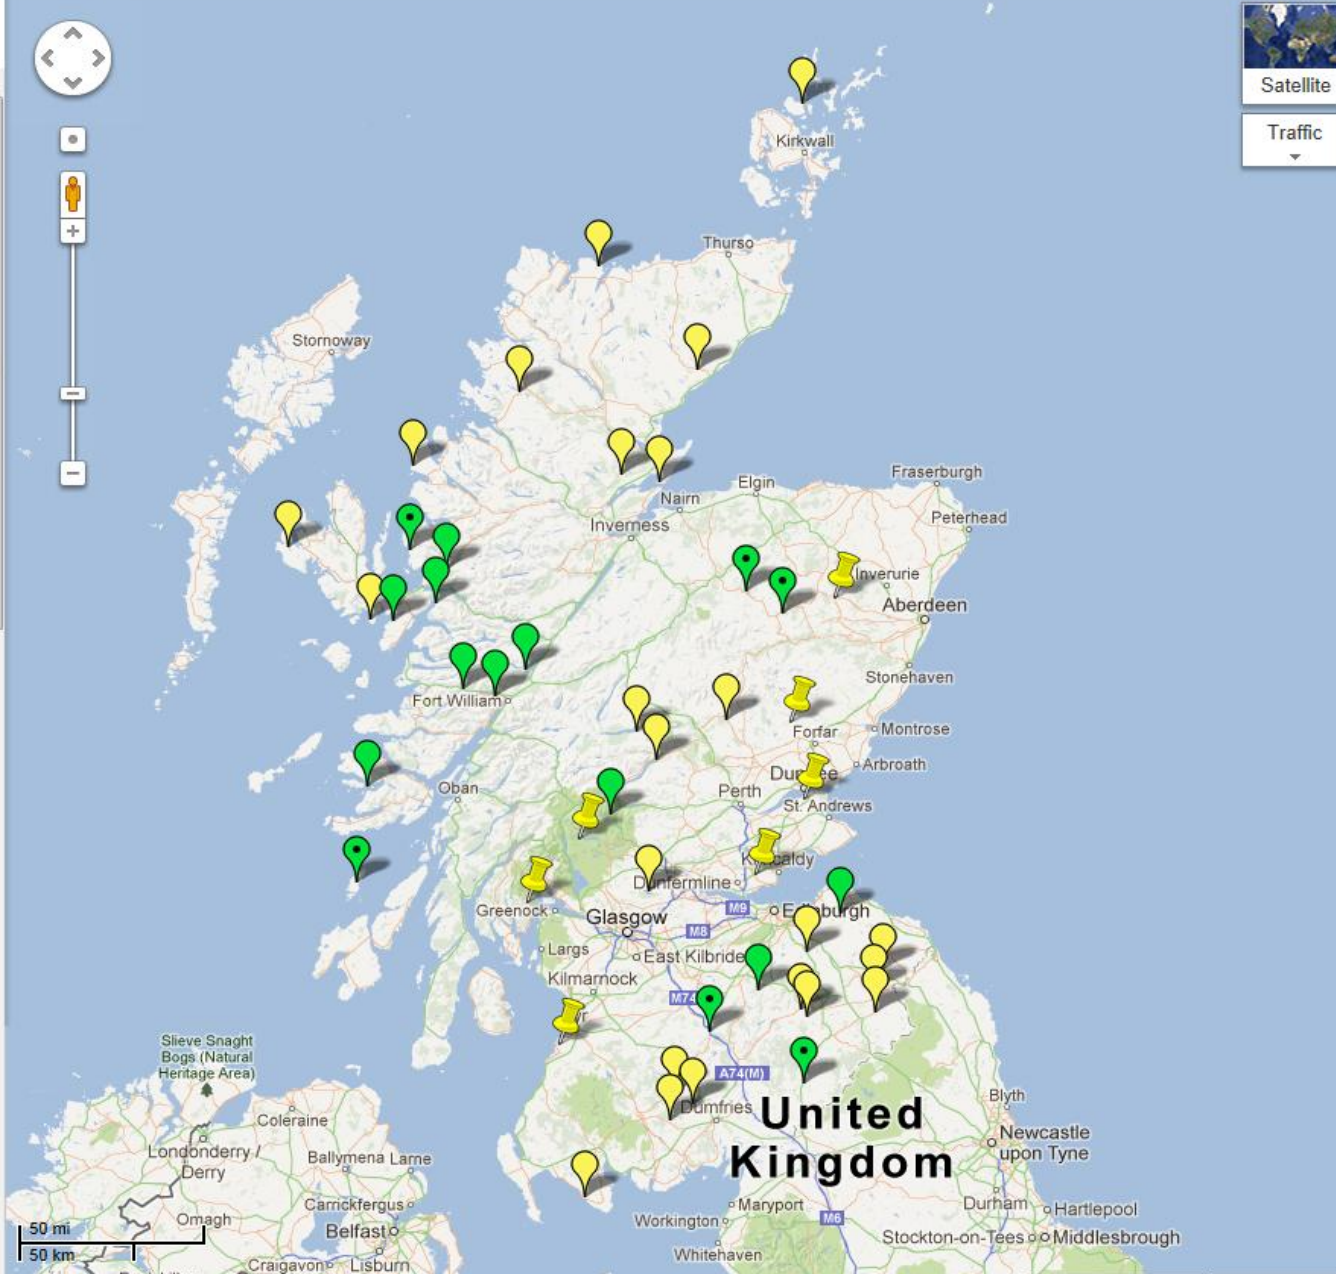 Satellite
Traffic
Kirkwall
Thurso
Stornoway
Fraserburgh
Elgin
Nairn
Peterhead
Inverness
Inverurie
Aberdeen
Stonehaven
Fort William
Montrose
Forfar
Arbroath
Oban
Perth
St. Andrews
Dunfermline
Greenock
M9
Edinburgh
Glasgow
M8
Largs
East Kilbride
Kilmarnock
M74
Slieve Snaght
Bogs (Natural
Heritage Area)
A74(M)
Dumfries
United
Kingdom
Blyth
Coleraine
Newcastle
upon Tyne
Londonderry /
Derry
Ballymena
Larne
Carrickfergus
Maryport
Durham
Hartlepool
Omagh
Belfast
Workington
M6
Stockton-on-Tees
Middlesbrough
50 mi
50 km
Whitehaven
Craigavon
Lisburn